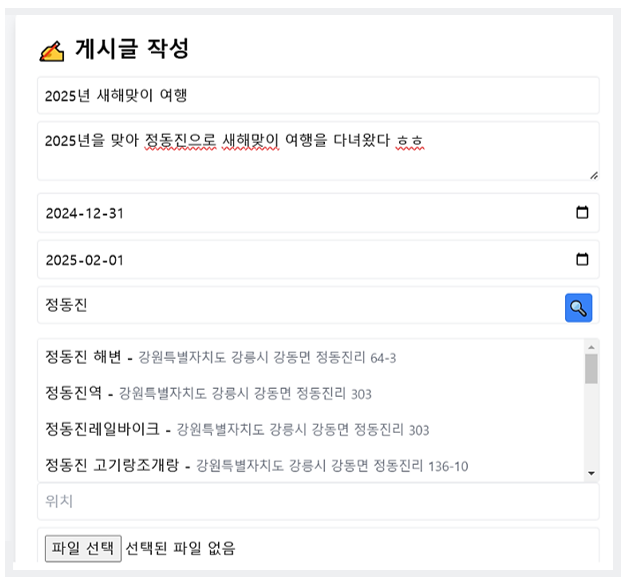 ✍ 게시글 작성
2025년 새해맞이 여행
2025년을 맞아 정동진으로 새해맞이 여행을 다녀왔다 ㅎㅎ
2024-12-31
2025-02-01
정동진
정동진 해변 - 강원특별자치도 강릉시 강동면 정동진리 64-3
정동진역 - 강원특별자치도 강릉시 강동면 정동진리 303
정동진레일바이크 - 강원특별자치도 강릉시 강동면 정동진리 303
정동진 고기랑조개랑 - 강원특별자치도 강릉시 강동면 정동진리 136-10
위치
파일 선택 선택된 파일 없음